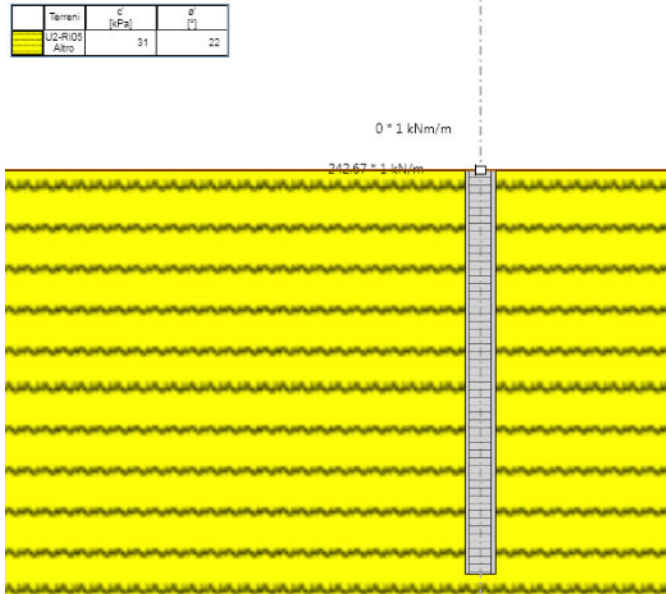 Terreni c' [kPa] ø' [°]
U2-RI05 Altro 31 22
0 * 1 kNm/m
242.67 * 1 kN/m